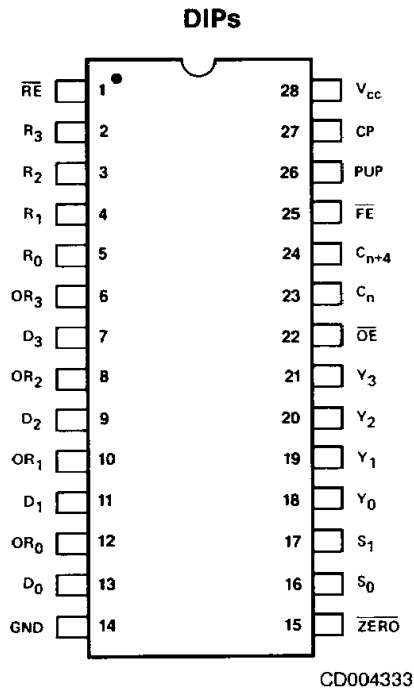 DIPs
RE 1 28 Vcc
R3 2 27 CP
R2 3 26 PUP
R1 4 25 FE
R0 5 24 Cn+4
OR3 6 23 Cn
D3 7 22 OE
OR2 8 21 Y3
D2 9 20 Y2
OR1 10 19 Y1
D1 11 18 Y0
OR0 12 17 S1
D0 13 16 S0
GND 14 15 ZERO
CD004333